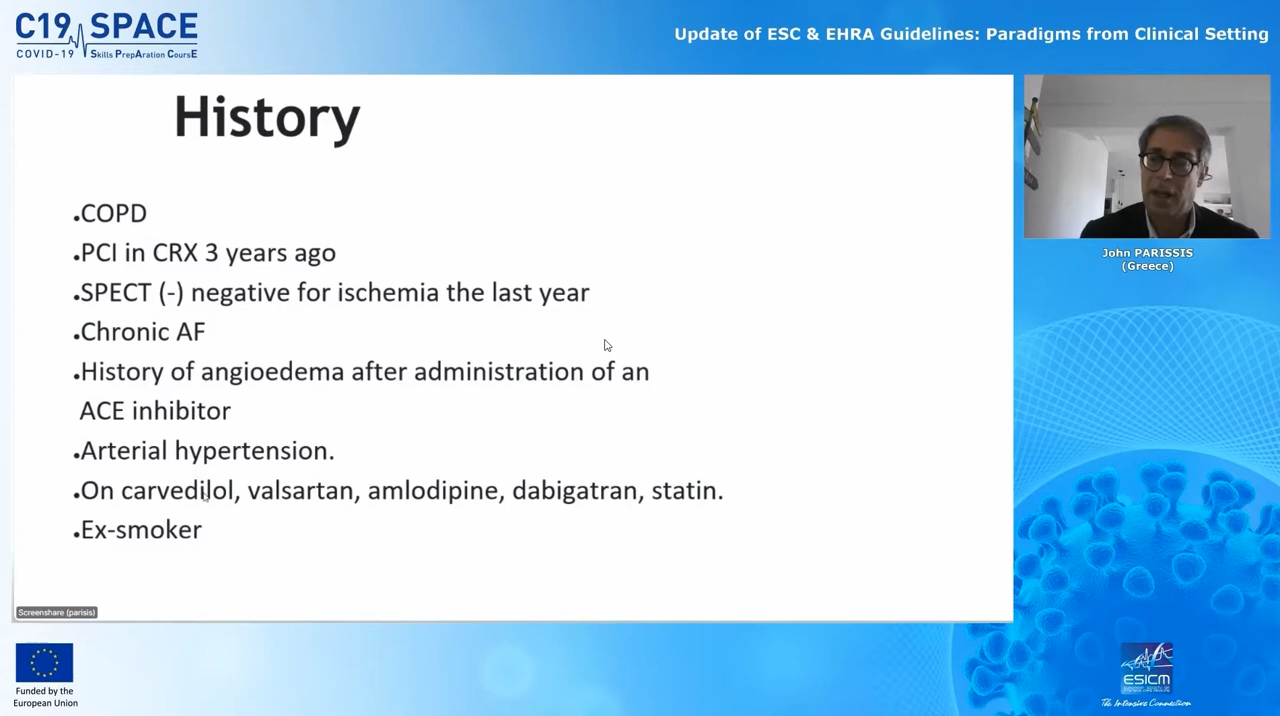 C19 SPACE
COVID-19 Skills PrepAration CoursE
Update of ESC & EHRA Guidelines: Paradigms from Clinical Setting
History
.COPD
.PCI in CRX 3 years ago
.SPECT (-) negative for ischemia the last year
.Chronic AF
.History of angioedema after administration of an
ACE inhibitor
.Arterial hypertension.
.On carvedilol, valsartan, amlodipine, dabigatran, statin.
.Ex-smoker
John PARISSIS
(Greece)
Screenshare (parisis)
Funded by the
European Union
ESICM
The Intensive Connection